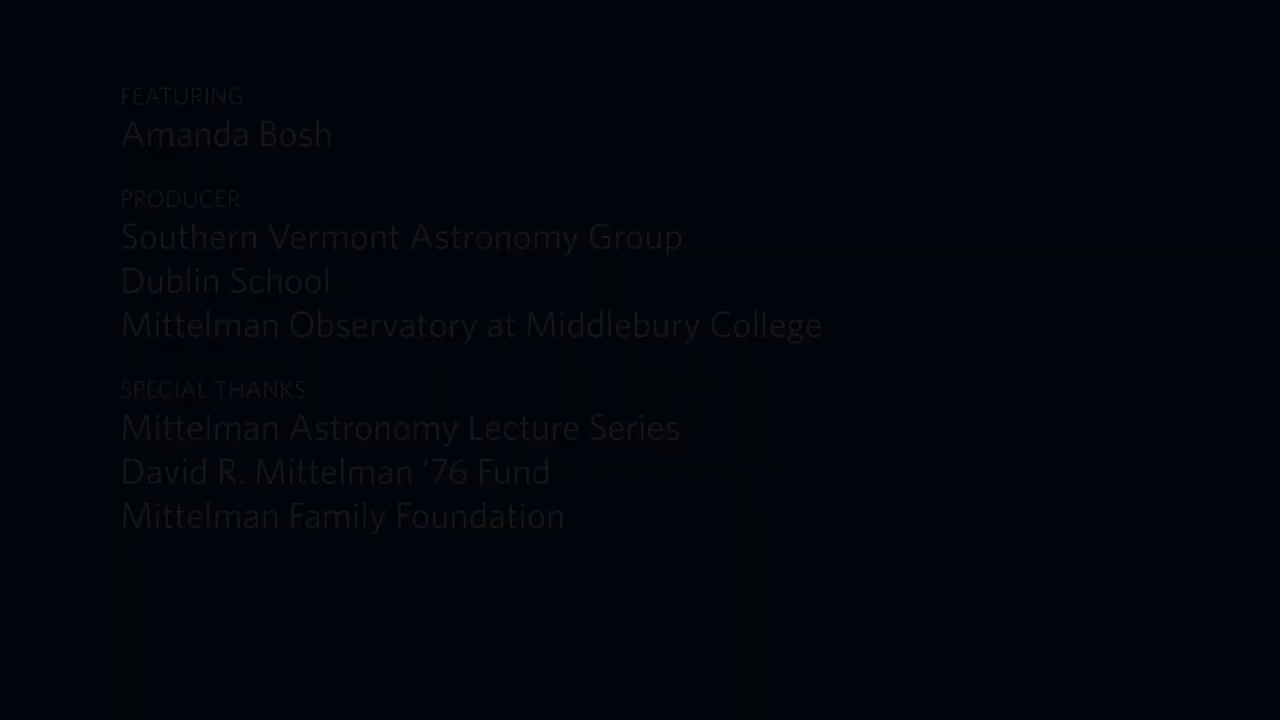 FEATURING
Amanda Bosh
PRODUCER
Southern Vermont Astronomy Group
Dublin School
Mittelman Observatory at Middlebury College
SPECIAL THANKS
Mittelman Astronomy Lecture Series
David R. Mittelman ’76 Fund
Mittelman Family Foundation